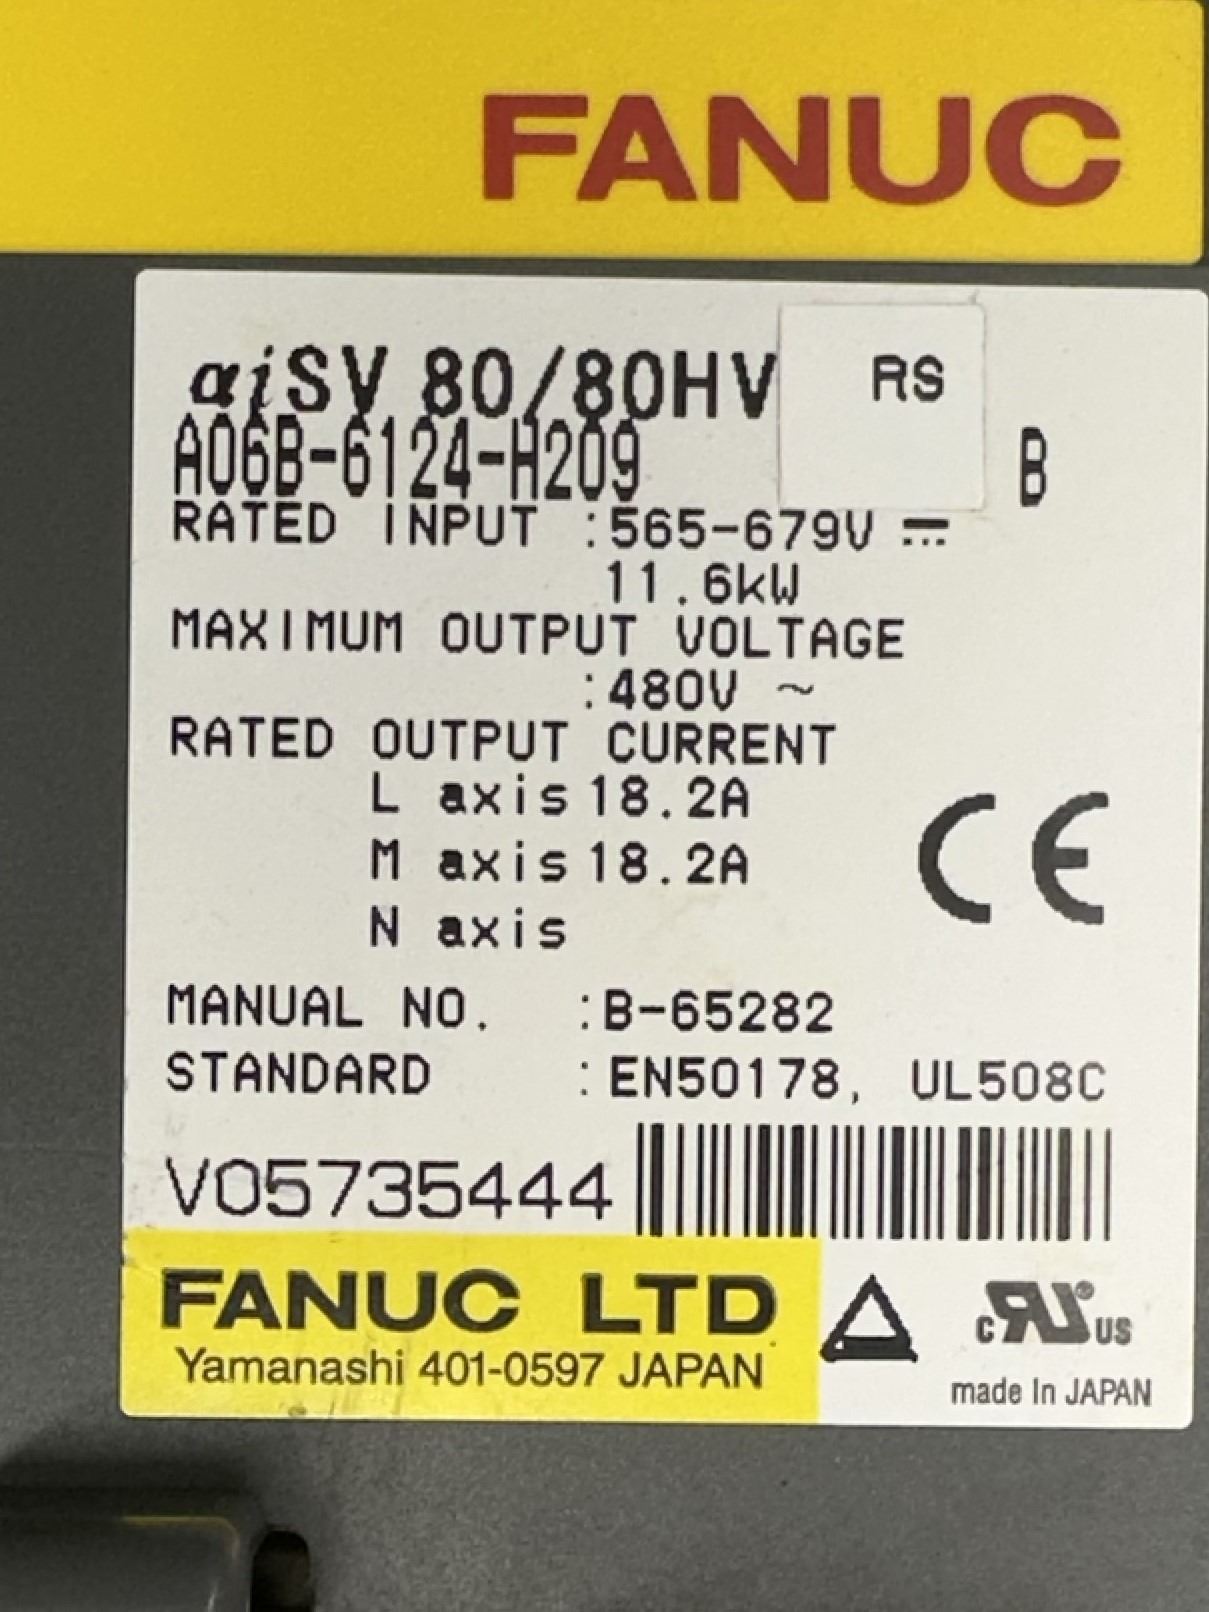 FANUC
αiSV 80/80HV RS
A06B-6124-H209 B
RATED INPUT :565-679V ⎓
11.6kW
MAXIMUM OUTPUT VOLTAGE
:480V ~
RATED OUTPUT CURRENT
L axis 18.2A
M axis 18.2A
N axis
CE
MANUAL NO. :B-65282
STANDARD :EN50178, UL508C
V05735444
FANUC LTD
Yamanashi 401-0597 JAPAN
c RU ® US
made In JAPAN